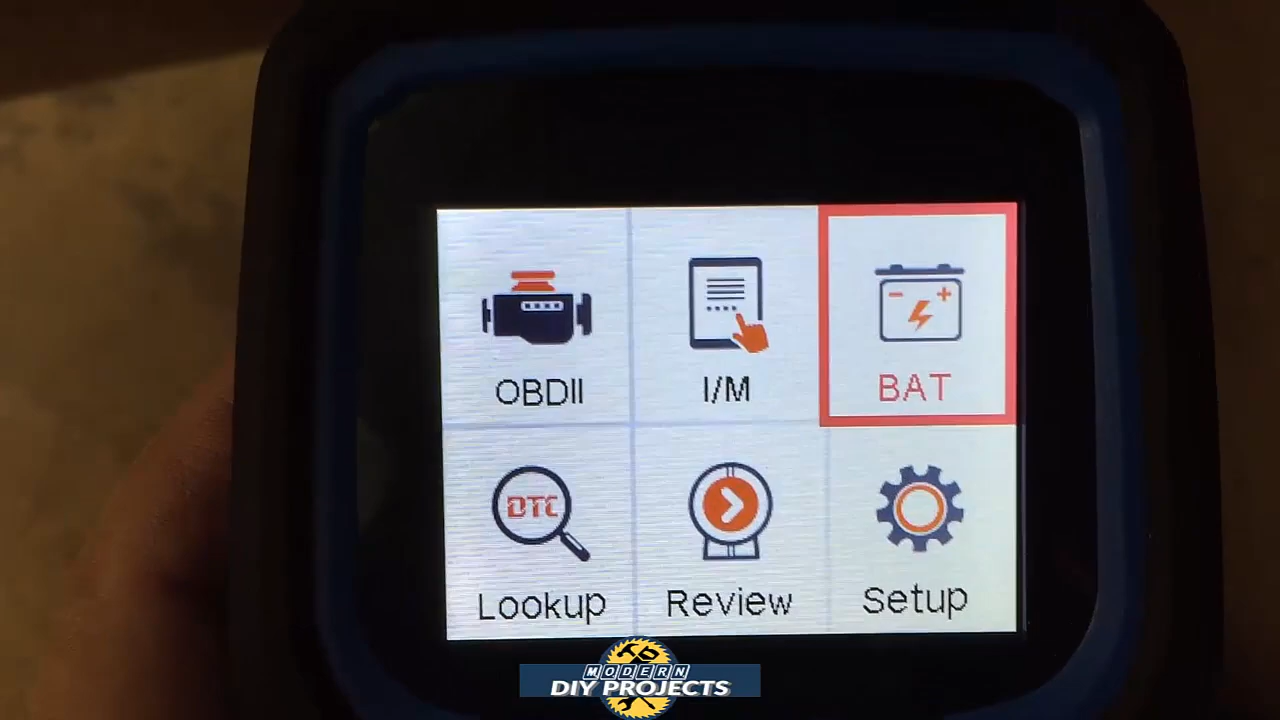 OBDII
I/M
BAT
DTC
Lookup
Review
Setup
MODERN
DIY PROJECTS